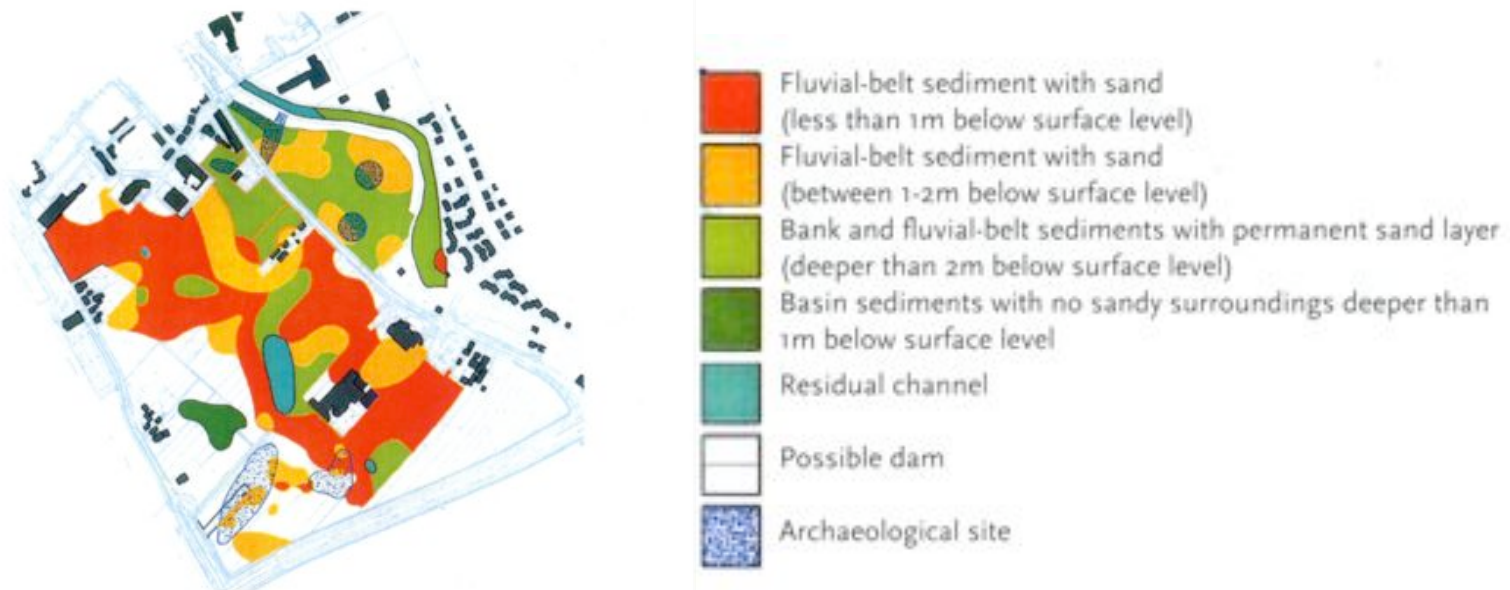 Fluvial-belt sediment with sand
(less than 1m below surface level)
Fluvial-belt sediment with sand
(between 1-2m below surface level)
Bank and fluvial-belt sediments with permanent sand layer
(deeper than 2m below surface level)
Basin sediments with no sandy surroundings deeper than
1m below surface level
Residual channel
Possible dam
Archaeological site